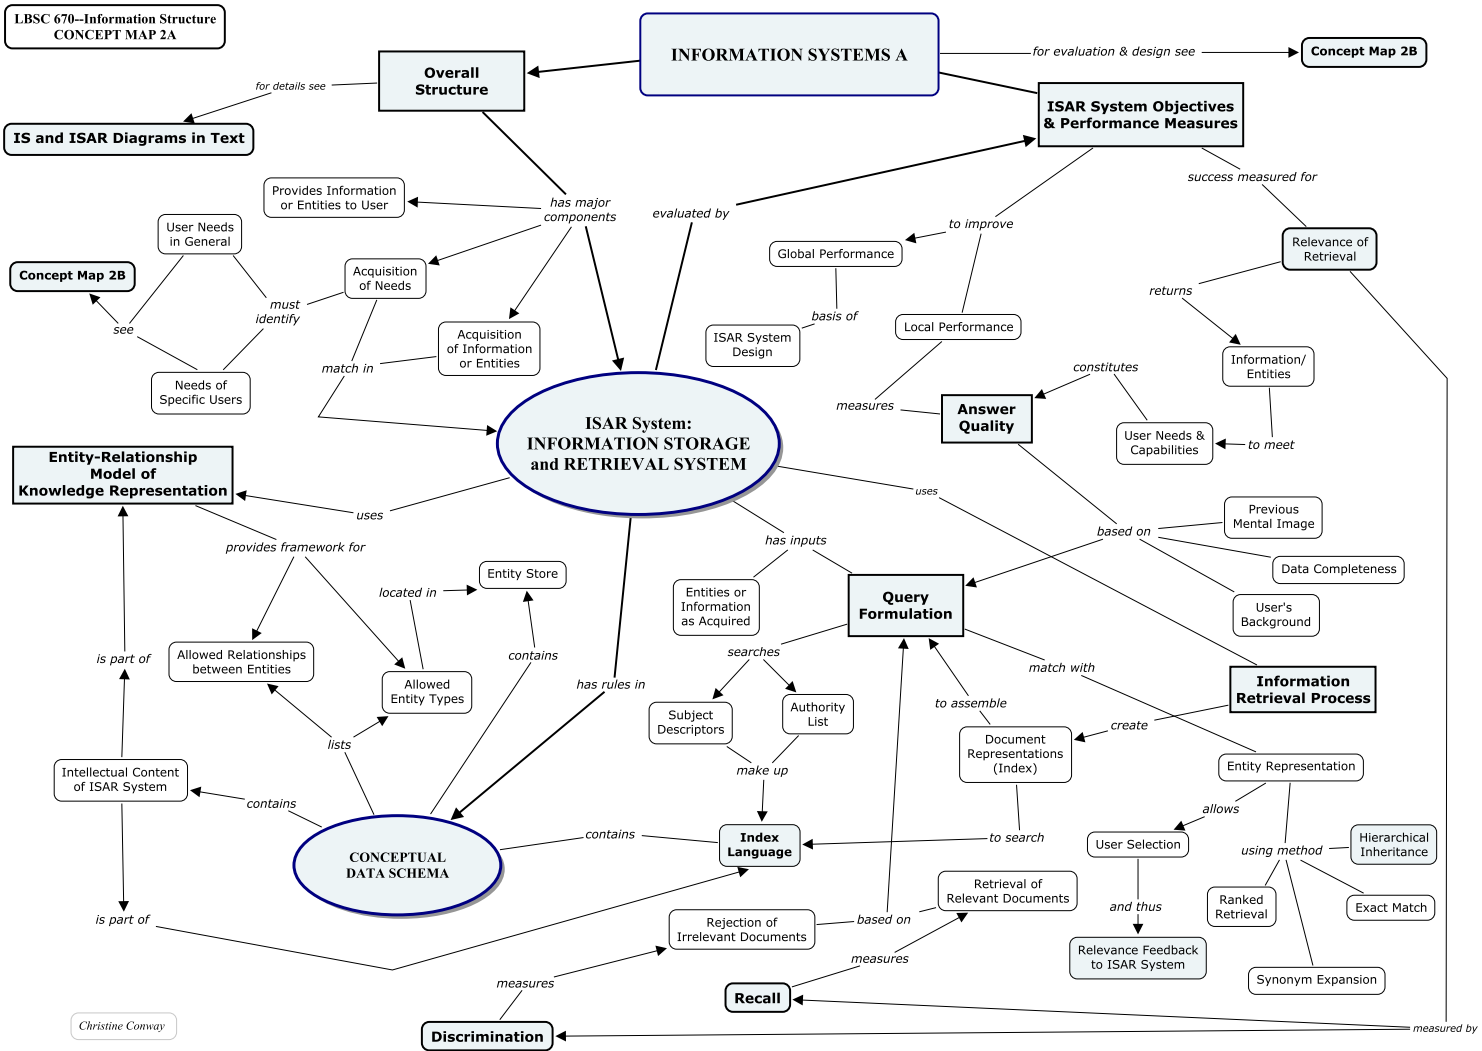 LBSC 670--Information Structure
CONCEPT MAP 2A
INFORMATION SYSTEMS A
for evaluation & design see
Concept Map 2B
Overall
Structure
for details see
IS and ISAR Diagrams in Text
ISAR System Objectives
& Performance Measures
success measured for
Provides Information
or Entities to User
has major
components
evaluated by
to improve
User Needs
in General
Global Performance
Relevance of
Retrieval
Concept Map 2B
Acquisition
of Needs
must
identify
see
returns
basis of
Local Performance
ISAR System
Design
Acquisition
of Information
or Entities
match in
Needs of
Specific Users
Information/
Entities
constitutes
measures
Answer
Quality
User Needs &
Capabilities
to meet
ISAR System:
INFORMATION STORAGE
and RETRIEVAL SYSTEM
Entity-Relationship
Model of
Knowledge Representation
uses
uses
provides framework for
has inputs
based on
Previous
Mental Image
Data Completeness
User's
Background
located in
Entity Store
Entities or
Information
as Acquired
Query
Formulation
is part of
Allowed Relationships
between Entities
Allowed
Entity Types
contains
has rules in
searches
match with
Information
Retrieval Process
Subject
Descriptors
Authority
List
to assemble
create
lists
Document
Representations
(Index)
make up
Intellectual Content
of ISAR System
contains
Entity Representation
allows
CONCEPTUAL
DATA SCHEMA
contains
Index
Language
to search
User Selection
using method
Hierarchical
Inheritance
is part of
Retrieval of
Relevant Documents
and thus
Ranked
Retrieval
Exact Match
Rejection of
Irrelevant Documents
based on
measures
Relevance Feedback
to ISAR System
Synonym Expansion
measures
Recall
Christine Conway
Discrimination
measured by